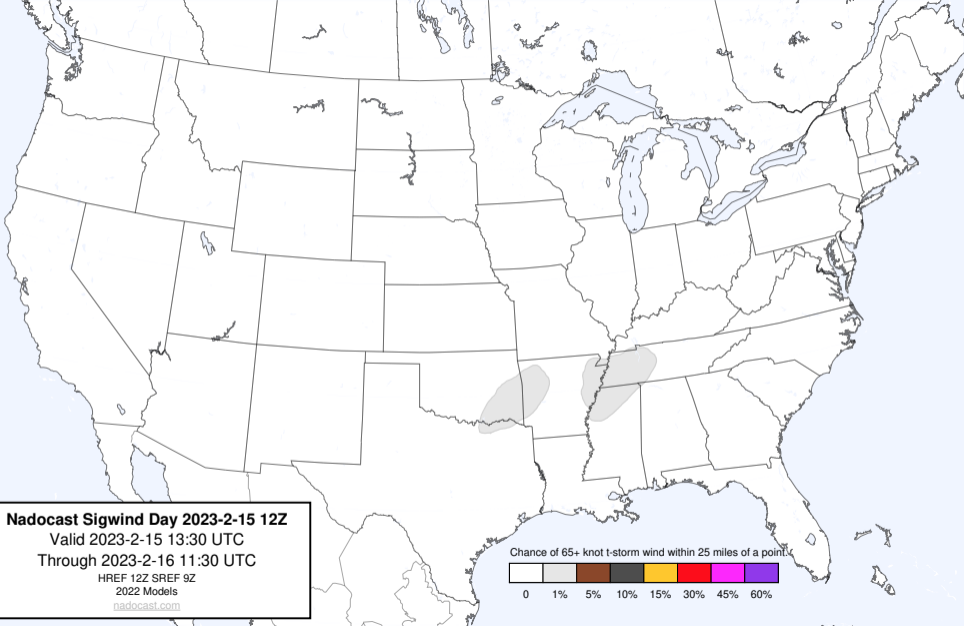 Nadocast Sigwind Day 2023-2-15 12Z
Valid 2023-2-15 13:30 UTC
Through 2023-2-16 11:30 UTC
HREF 12Z SREF 9Z
2022 Models
nadocast.com
Chance of 65+ knot t-storm wind within 25 miles of a point.
0 1% 5% 10% 15% 30% 45% 60%